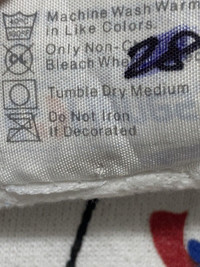 Machine Wash Warm
in Like Colors.
Only Non-
Bleach Whe
28
Tumble Dry Medium
Do Not Iron
If Decorated